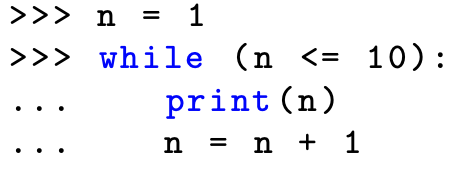 >>> n = 1
>>> while (n <= 10):
...     print(n)
...     n = n + 1